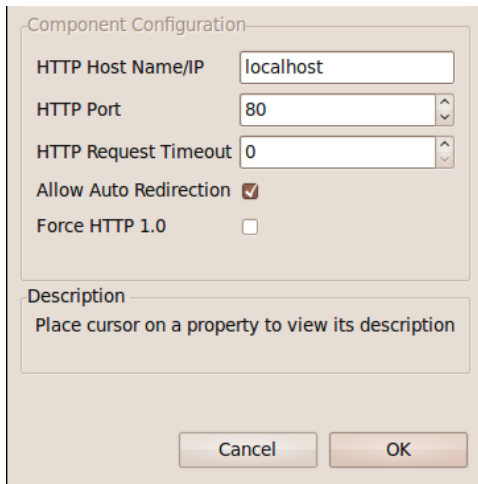 Component Configuration
HTTP Host Name/IP localhost
HTTP Port 80
HTTP Request Timeout 0
Allow Auto Redirection
Force HTTP 1.0
Description
Place cursor on a property to view its description
Cancel OK